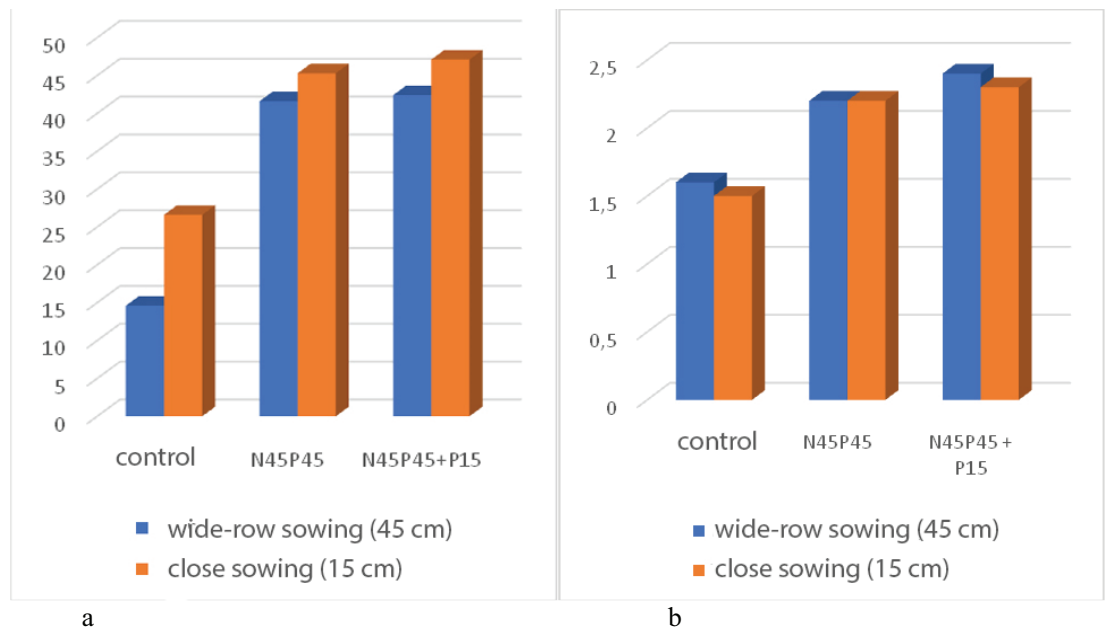 50
45
40
35
30
25
20
15
10
5
0
control N45P45 N45P45+P15
wide-row sowing (45 cm)
close sowing (15 cm)
a
2,5
2
1,5
1
0,5
0
control N45P45 N45P45 +
P15
wide-row sowing (45 cm)
close sowing (15 cm)
b